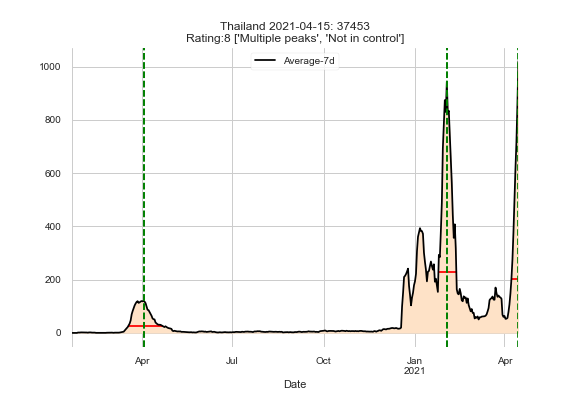 Thailand 2021-04-15: 37453
Rating:8 ['Multiple peaks', 'Not in control']
Average-7d
1000
800
600
400
200
0
Apr
Jul
Oct
Jan
2021
Apr
Date